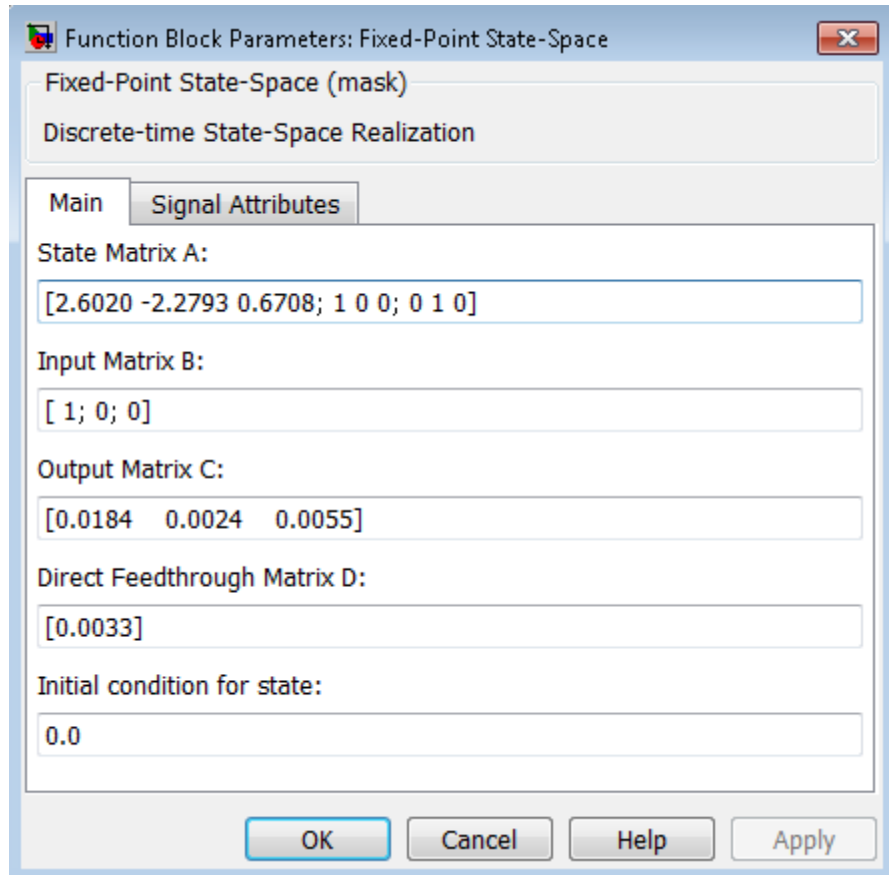 Function Block Parameters: Fixed-Point State-Space
Fixed-Point State-Space (mask)
Discrete-time State-Space Realization
Main Signal Attributes
State Matrix A:
[2.6020 -2.2793 0.6708; 1 0 0; 0 1 0]
Input Matrix B:
[ 1; 0; 0]
Output Matrix C:
[0.0184    0.0024    0.0055]
Direct Feedthrough Matrix D:
[0.0033]
Initial condition for state:
0.0
OK Cancel Help Apply